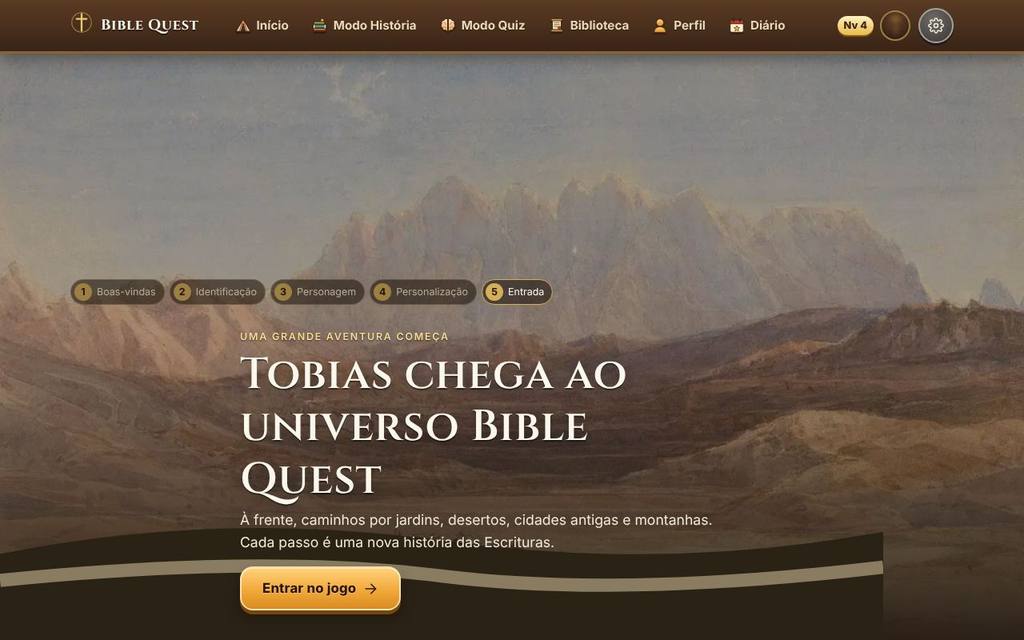 Bible Quest
Início
Modo História
Modo Quiz
Biblioteca
Perfil
Diário
Nv 4
1 Boas-vindas
2 Identificação
3 Personagem
4 Personalização
5 Entrada
UMA GRANDE AVENTURA COMEÇA
Tobias chega ao
universo Bible
Quest
À frente, caminhos por jardins, desertos, cidades antigas e montanhas.
Cada passo é uma nova história das Escrituras.
Entrar no jogo →